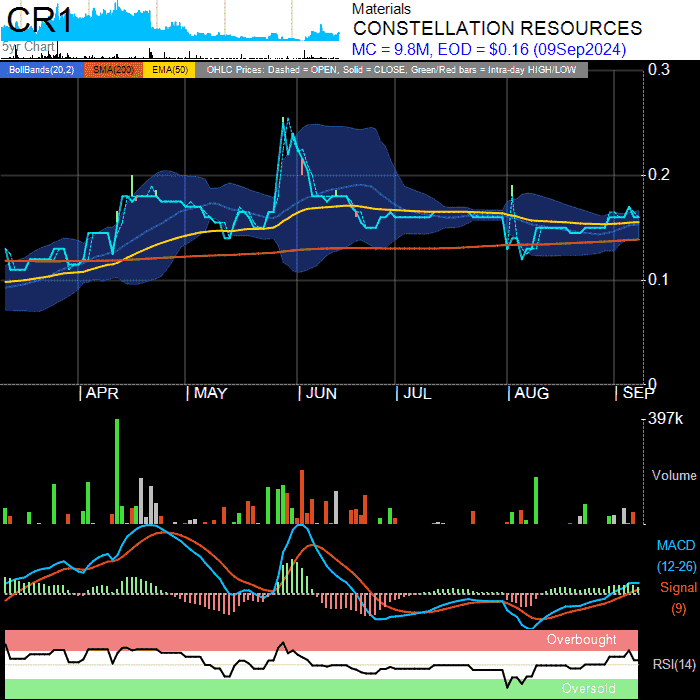 CR1
Materials
CONSTELLATION RESOURCES
5yr Chart
MC = 9.8M, EOD = $0.16 (09Sep2024)
BollBands(20,2) SMA(200) EMA(50) OHLC Prices: Dashed = OPEN, Solid = CLOSE, Green/Red bars = Intra-day HIGH/LOW
0.3
0.2
0.1
0
| APR | MAY | JUN | JUL | AUG | SEP
397k
Volume
MACD
(12-26)
Signal
(9)
Overbought
RSI(14)
Oversold